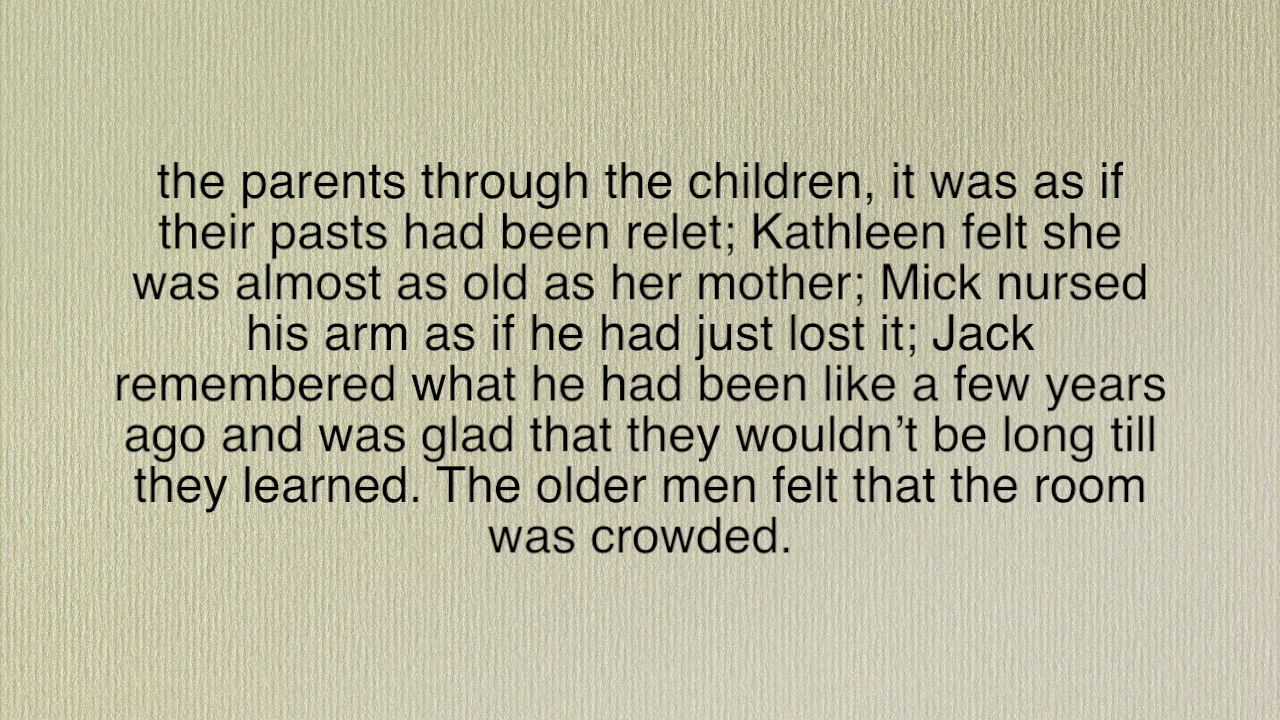 the parents through the children, it was as if
their pasts had been relet; Kathleen felt she
was almost as old as her mother; Mick nursed
his arm as if he had just lost it; Jack
remembered what he had been like a few years
ago and was glad that they wouldn’t be long till
they learned. The older men felt that the room
was crowded.